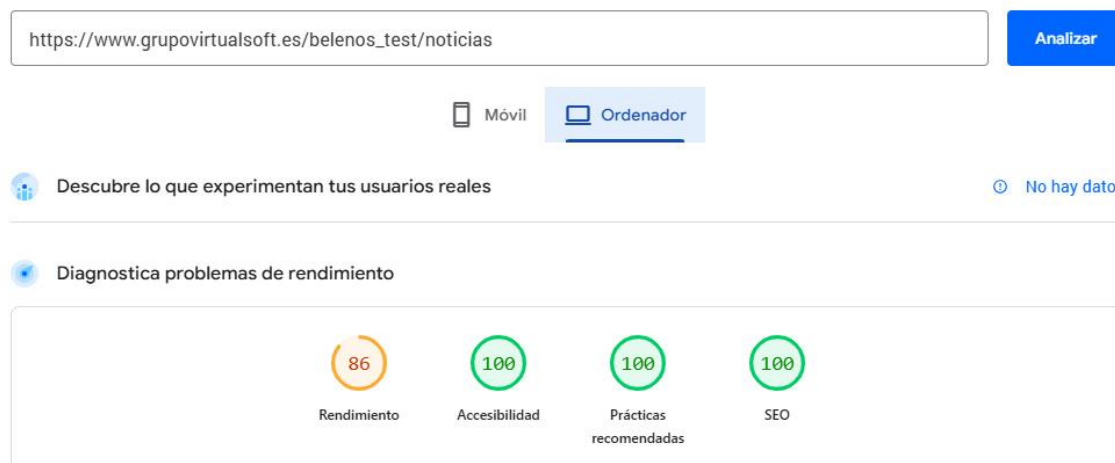 https://www.grupovirtualsoft.es/belenos_test/noticias
Analizar
Móvil
Ordenador
Descubre lo que experimentan tus usuarios reales
No hay dato
Diagnostica problemas de rendimiento
86
100
100
100
Rendimiento
Accesibilidad
Prácticas
recomendadas
SEO